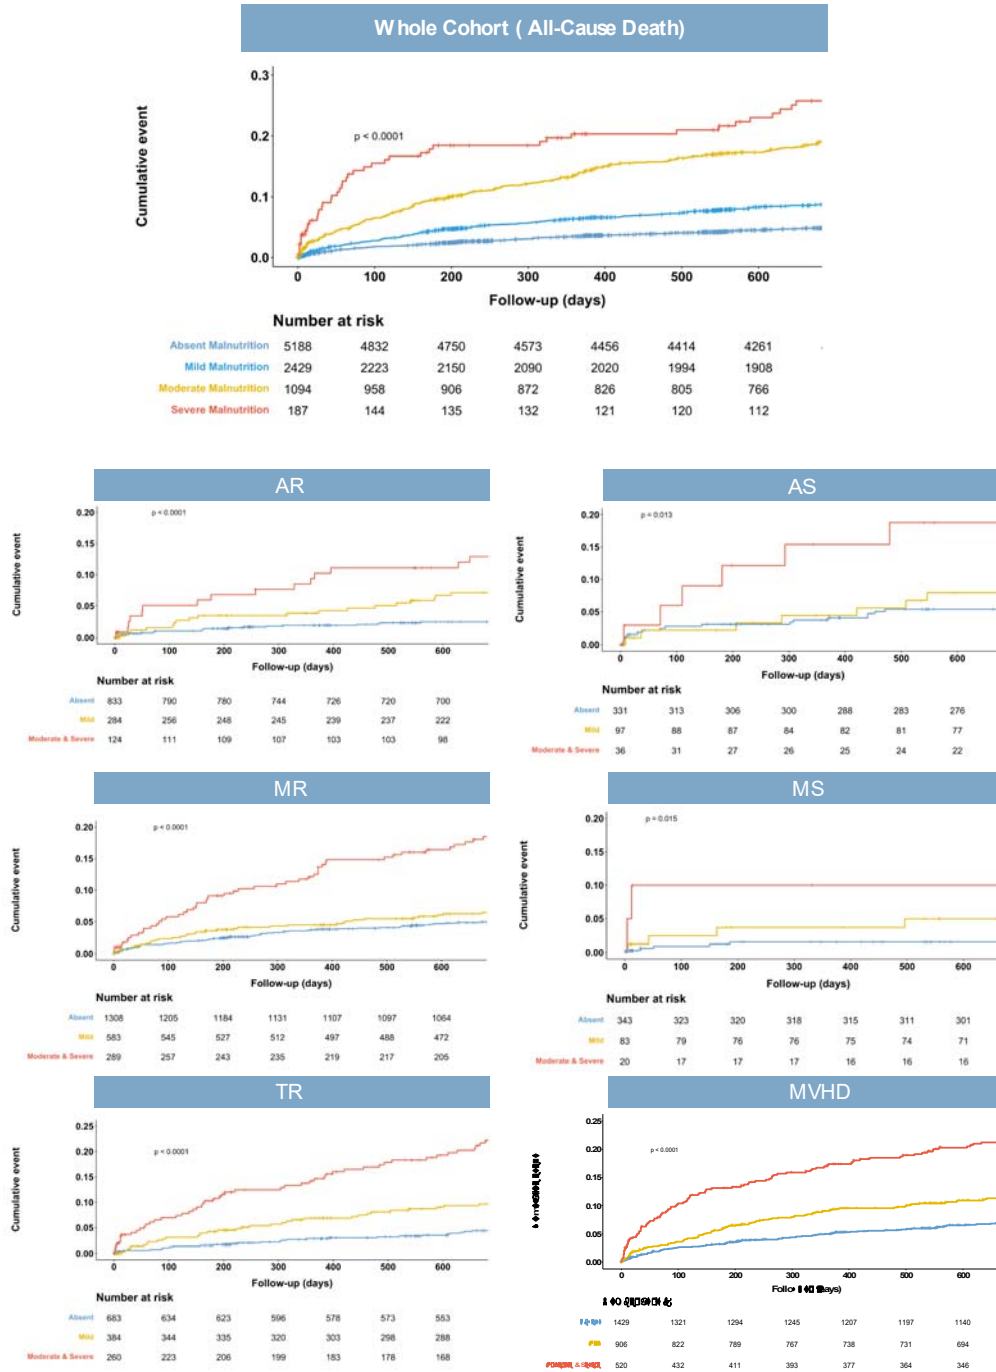 Whole Cohort ( All-Cause Death)
Cumulative event
0.3
0.2
0.1
0.0
p < 0.0001
0 100 200 300 400 500 600
Follow-up (days)
Number at risk
Absent Malnutrition 5188 4832 4750 4573 4456 4414 4261
Mild Malnutrition 2429 2223 2150 2090 2020 1994 1908
Moderate Malnutrition 1094 958 906 872 826 805 766
Severe Malnutrition 187 144 135 132 121 120 112
AR
Cumulative event
0.20
0.15
0.10
0.05
0.00
p < 0.0001
0 100 200 300 400 500 600
Follow-up (days)
Number at risk
Absent 833 790 780 744 726 720 700
Mild 284 256 248 245 239 237 222
Moderate & Severe 124 111 109 107 103 103 98
AS
Cumulative event
0.20
0.15
0.10
0.05
0.00
p = 0.013
0 100 200 300 400 500 600
Follow-up (days)
Number at risk
Absent 331 313 306 300 288 283 276
Mild 97 88 87 84 82 81 77
Moderate & Severe 36 31 27 26 25 24 22
MR
Cumulative event
0.20
0.15
0.10
0.05
0.00
p < 0.0001
0 100 200 300 400 500 600
Follow-up (days)
Number at risk
Absent 1308 1205 1184 1131 1107 1097 1064
Mild 583 545 527 512 497 488 472
Moderate & Severe 289 257 243 235 219 217 205
MS
Cumulative event
0.20
0.15
0.10
0.05
0.00
p = 0.015
0 100 200 300 400 500 600
Follow-up (days)
Number at risk
Absent 343 323 320 318 315 311 301
Mild 83 79 76 76 75 74 71
Moderate & Severe 20 17 17 17 16 16 16
TR
Cumulative event
0.25
0.20
0.15
0.10
0.05
0.00
p < 0.0001
0 100 200 300 400 500 600
Follow-up (days)
Number at risk
Absent 683 634 623 596 578 573 553
Mild 384 344 335 320 303 298 288
Moderate & Severe 260 223 206 199 183 178 168
MVHD
0.25
0.20
0.15
0.10
0.05
0.00
p < 0.0001
0 100 200 300 400 500 600
1429 1321 1294 1245 1207 1197 1140
906 822 789 767 738 731 694
520 432 411 393 377 364 346